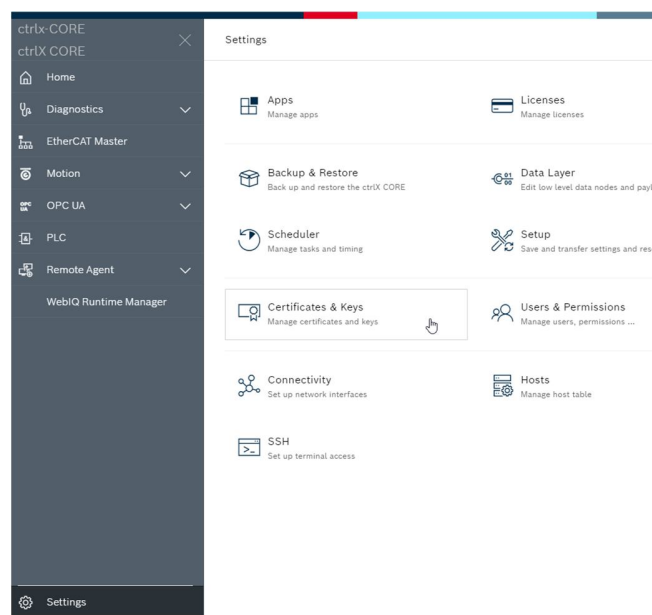 ctrlx-CORE
ctrlX CORE
Home
Diagnostics
EtherCAT Master
Motion
OPC UA
OPC UA
PLC
Remote Agent
WebIQ Runtime Manager
Settings
Settings
Apps
Manage apps
Licenses
Manage licenses
Backup & Restore
Back up and restore the ctrlX CORE
Data Layer
Edit low level data nodes and payl
Scheduler
Manage tasks and timing
Setup
Save and transfer settings and res
Certificates & Keys
Manage certificates and keys
Users & Permissions
Manage users, permissions ...
Connectivity
Set up network interfaces
Hosts
Manage host table
SSH
Set up terminal access